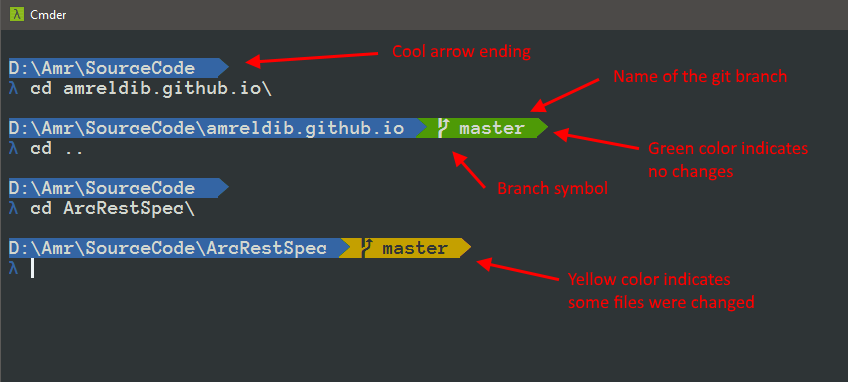 Cmder
Cool arrow ending
D:\Amr\SourceCode
λ cd amreldib.github.io\
Name of the git branch
D:\Amr\SourceCode\amreldib.github.io master
λ cd ..
Green color indicates
no changes
Branch symbol
D:\Amr\SourceCode
λ cd ArcRestSpec\
D:\Amr\SourceCode\ArcRestSpec master
λ
Yellow color indicates
some files were changed